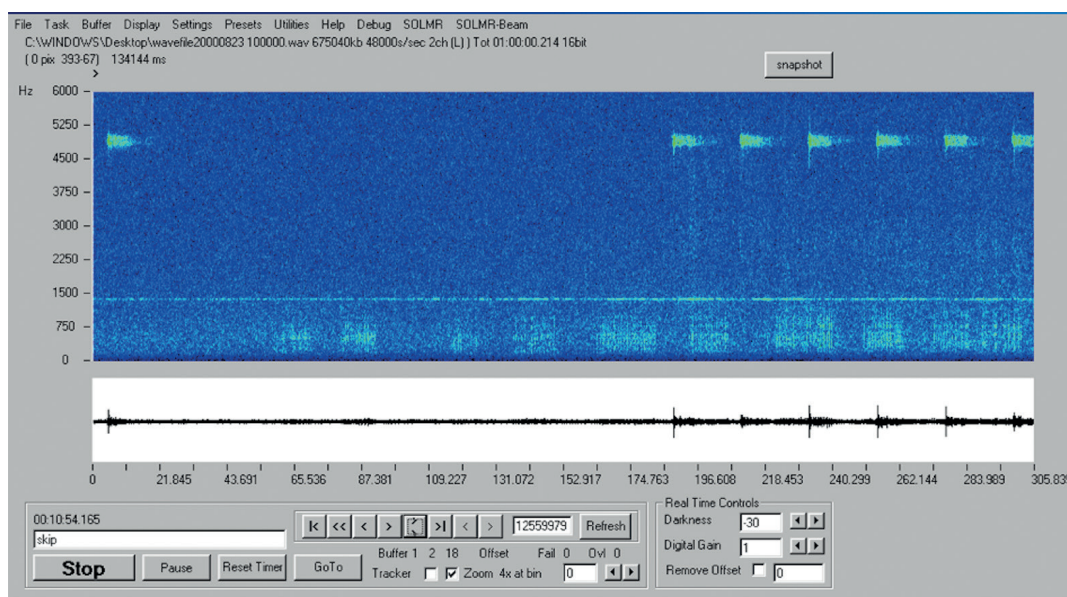 File Task Buffer Display Settings Presets Utilities Help Debug SOLMR SOLMR-Beam
C:\WINDOWS\Desktop\wavefile20000823 100000.wav 675040kb 48000s/sec 2ch (L) ) Tot 01:00:00.214 16bit
( 0 pix 393-67) 134144 ms
>
snapshot
Hz
6000
5250
4500
3750
3000
2250
1500
750
0
0 21.845 43.691 65.536 87.381 109.227 131.072 152.917 174.763 196.608 218.453 240.299 262.144 283.989 305.835
00:10:54.165
skip
Stop Pause Reset Timer GoTo
|< << < > >| < > 12559979 Refresh
Buffer 1 2 18 Offset Fail 0 Ovl 0
Tracker Zoom 4x at bin 0
Real Time Controls
Darkness -30
Digital Gain 1
Remove Offset 0